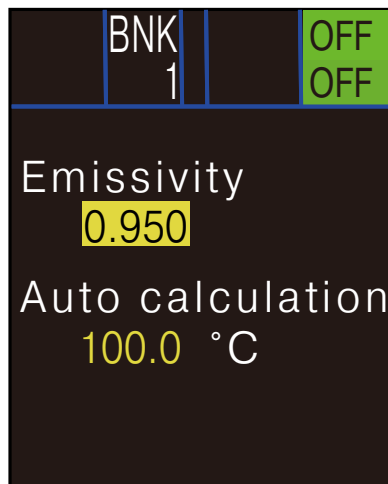 BNK OFF
1 OFF
Emissivity
0.950
Auto calculation
100.0 °C